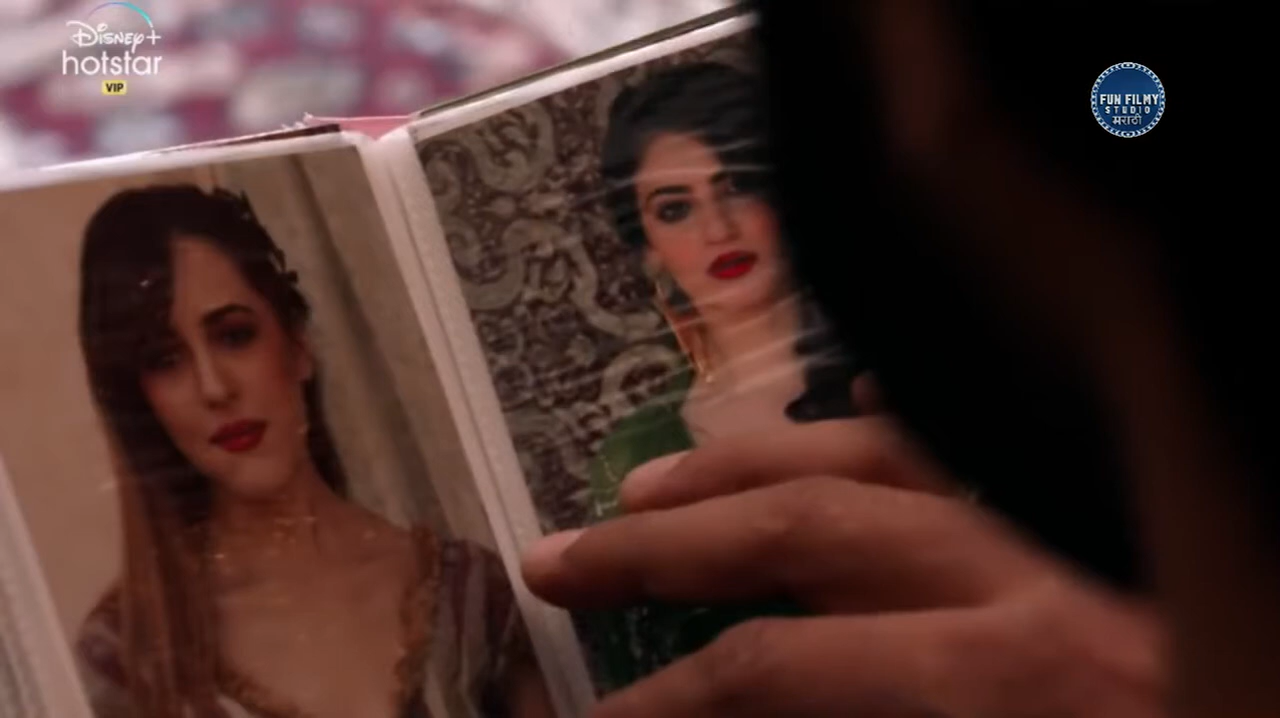 Disney+
hotstar
VIP
FUN FILMY
STUDIO
मराठी